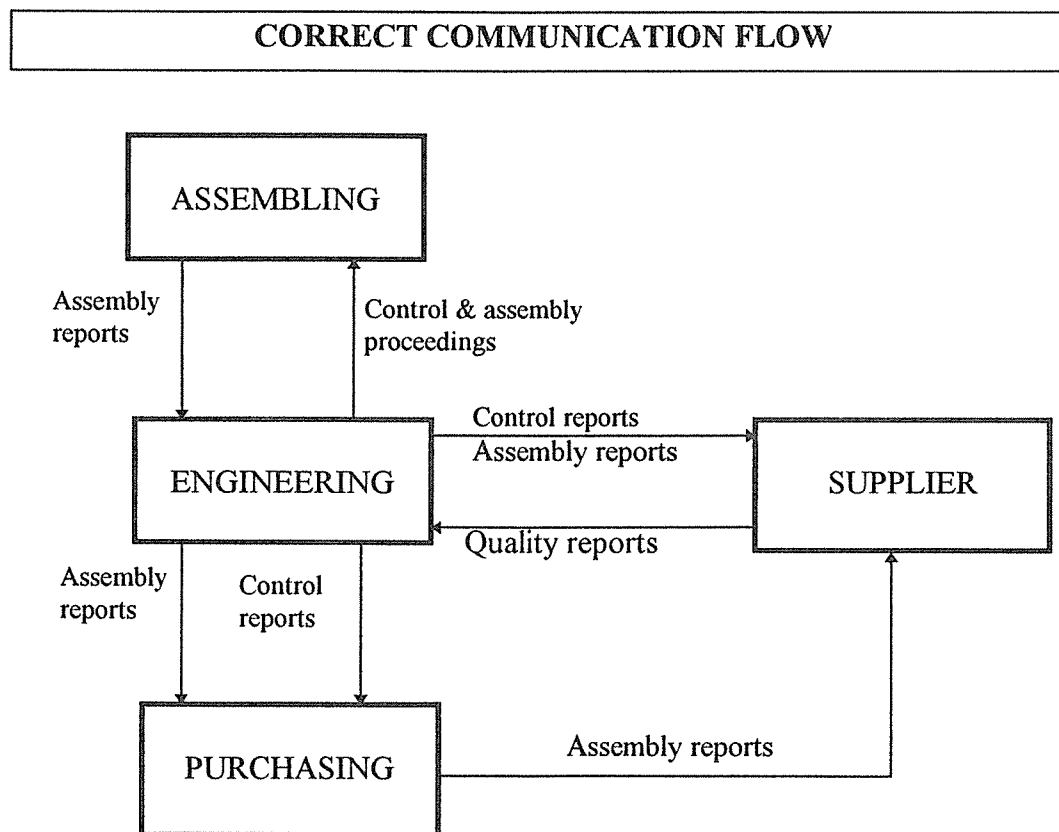 CORRECT COMMUNICATION FLOW
ASSEMBLING
Assembly
reports
Control & assembly
proceedings
Control reports
Assembly reports
ENGINEERING
SUPPLIER
Quality reports
Assembly
reports
Control
reports
PURCHASING
Assembly reports